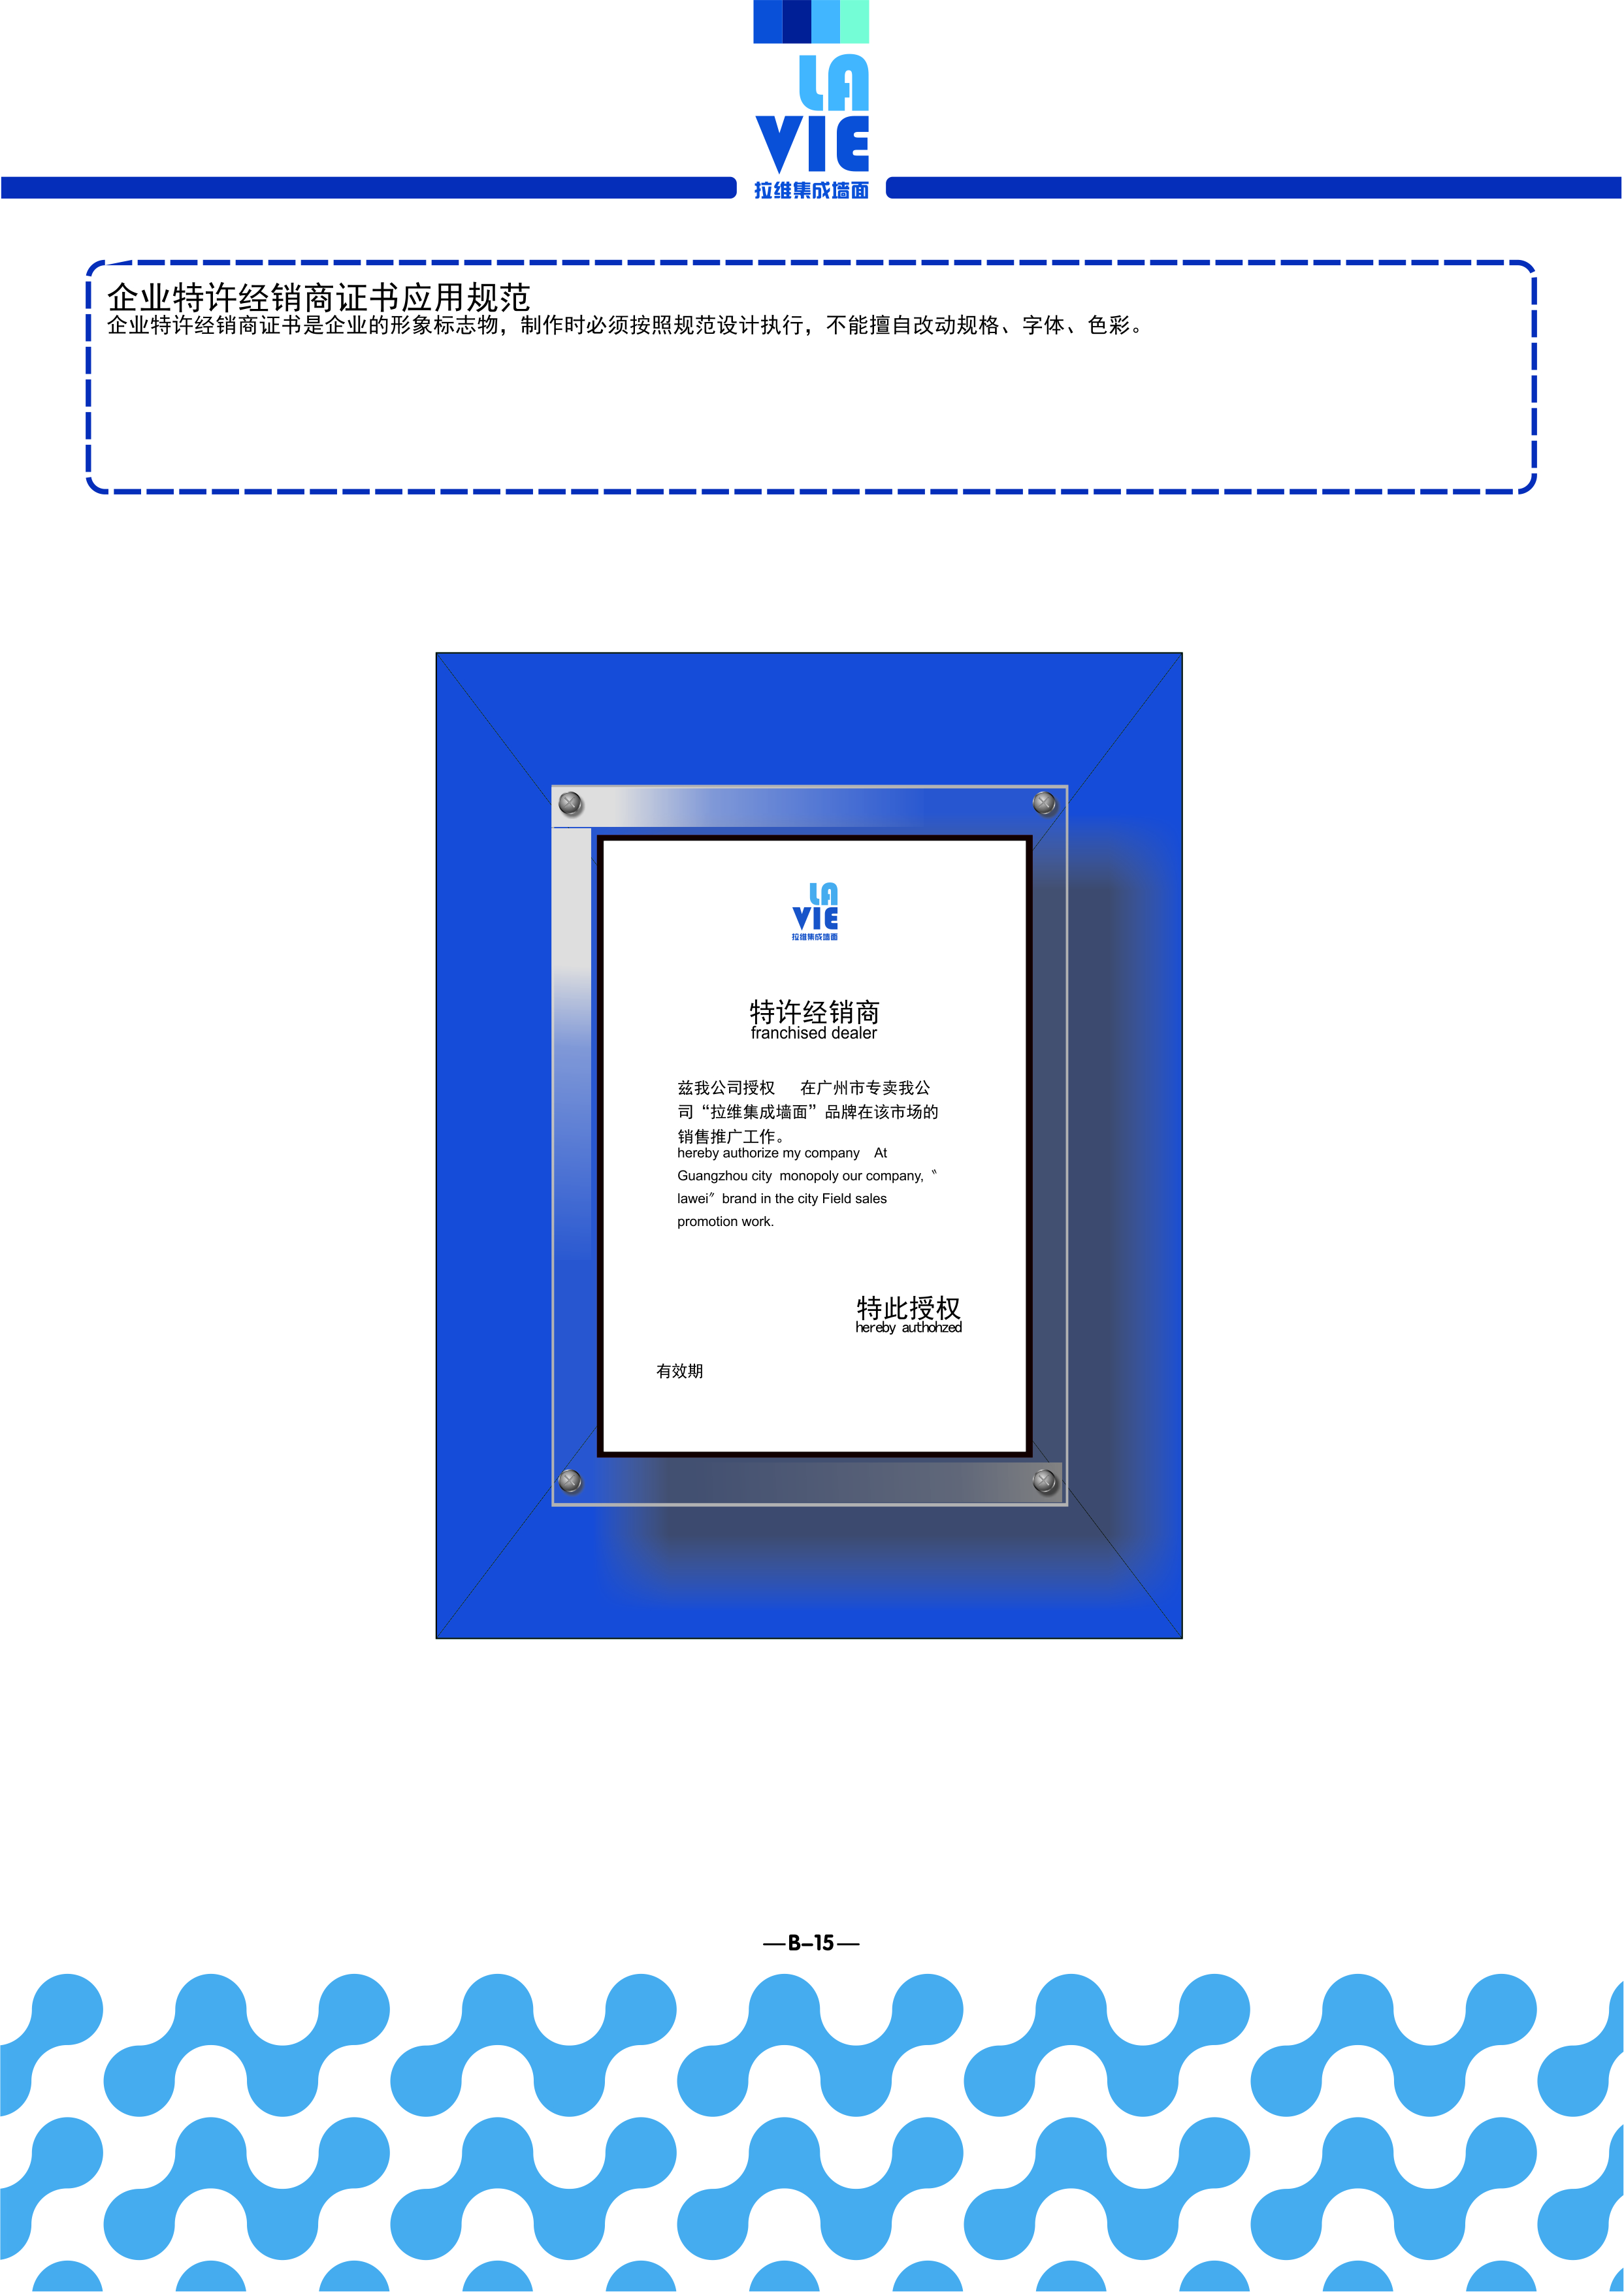 LA
VIE
拉维集成墙面
企业特许经销商证书应用规范
企业特许经销商证书是企业的形象标志物，制作时必须按照规范设计执行，不能擅自改动规格、字体、色彩。
LA
VIE
拉维集成墙面
特许经销商
franchised dealer
兹我公司授权 在广州市专卖我公
司“拉维集成墙面”品牌在该市场的
销售推广工作。
hereby authorize my company At
Guangzhou city monopoly our company,〝
lawei〞brand in the city Field sales
promotion work.
特此授权
hereby authohzed
有效期
—B—15—